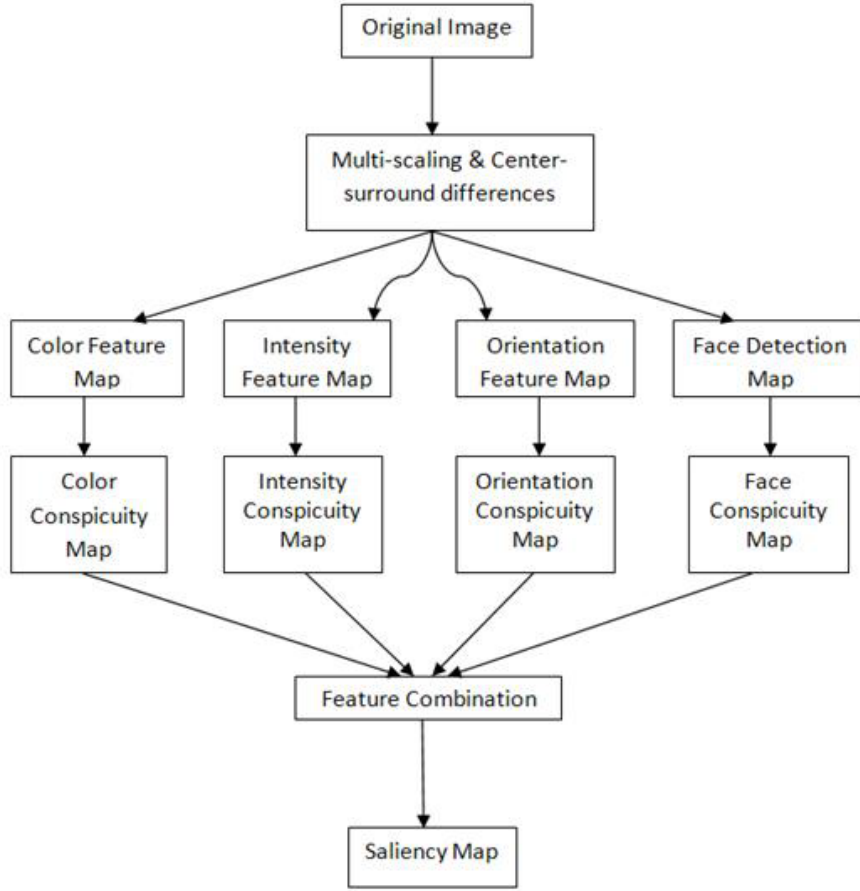 Original Image
Multi-scaling & Center-
surround differences
Color Feature
Map
Intensity
Feature Map
Orientation
Feature Map
Face Detection
Map
Color
Conspicuity
Map
Intensity
Conspicuity
Map
Orientation
Conspicuity
Map
Face
Conspicuity
Map
Feature Combination
Saliency Map